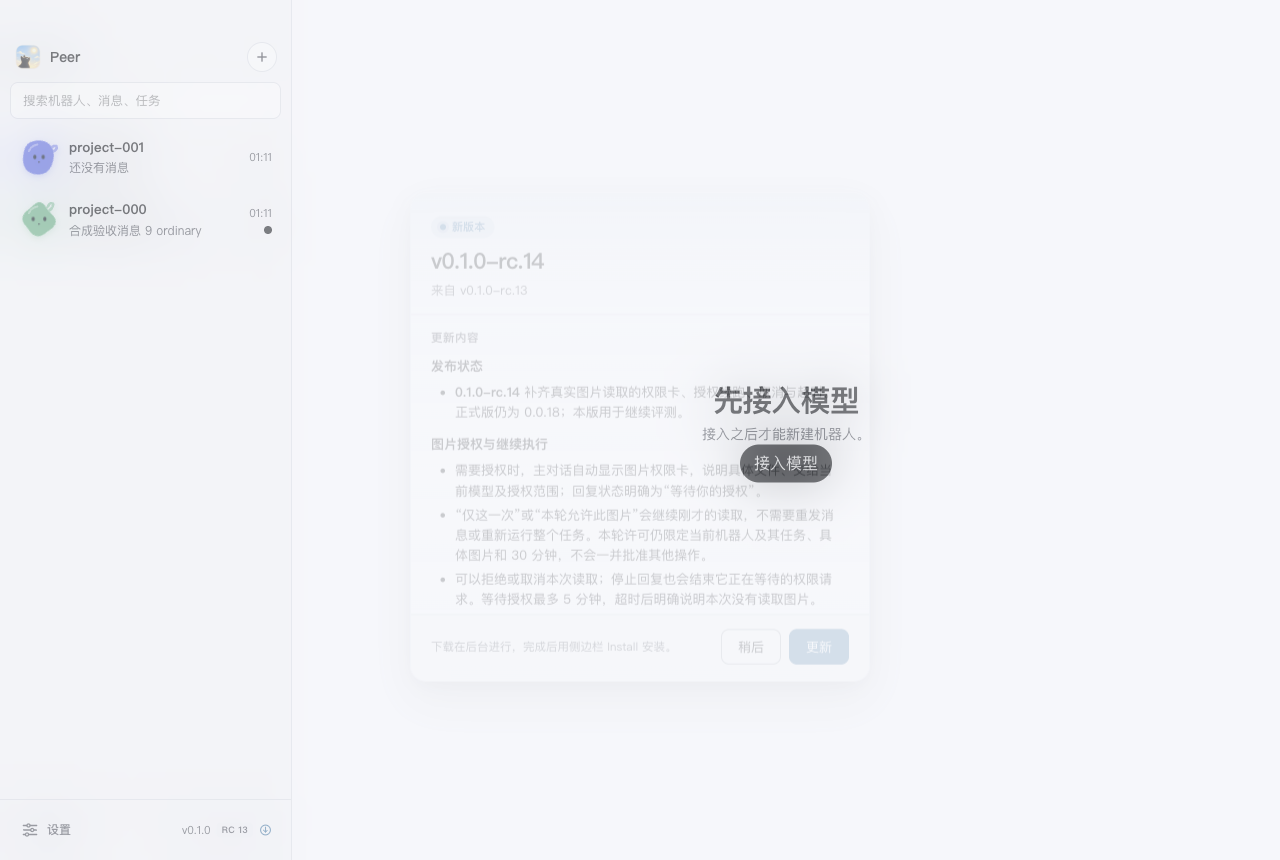 Peer
搜索机器人、消息、任务
project-001
01:11
还没有消息
project-000
01:11
合成验收消息 9 ordinary
设置
v0.1.0
RC 13
新版本
v0.1.0-rc.14
来自 v0.1.0-rc.13
更新内容
发布状态
0.1.0-rc.14 补齐真实图片读取的权限卡、授权
正式版仍为 0.0.18；本版用于继续评测。
图片授权与继续执行
需要授权时，主对话自动显示图片权限卡，说明具体
前模型及授权范围；回复状态明确为“等待你的授权”。
“仅这一次”或“本轮允许此图片”会继续刚才的读取，不需要重发消
息或重新运行整个任务。本轮许可仍限定当前机器人及其任务、具
体图片和 30 分钟，不会一并批准其他操作。
可以拒绝或取消本次读取；停止回复也会结束它正在等待的权限请
求。等待授权最多 5 分钟，超时后明确说明本次没有读取图片。
下载在后台进行，完成后用侧边栏 Install 安装。
稍后
更新
先接入模型
接入之后才能新建机器人。
接入模型